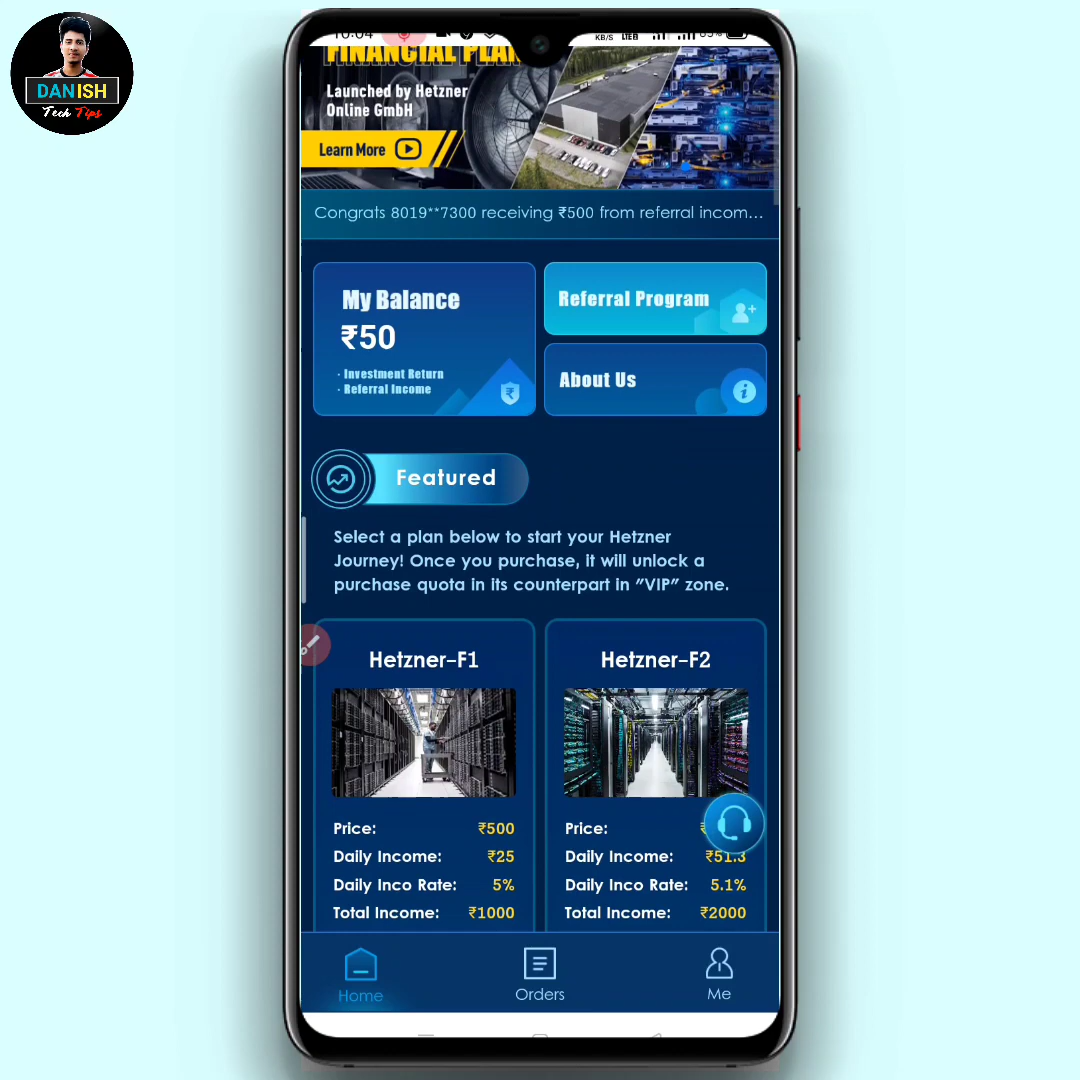 DANISH
Tech Tips
10:04
KB/S
85%
FINANCIAL PLAN
Launched by Hetzner
Online GmbH
Learn More
Congrats 8019**7300 receiving ₹500 from referral incom...
My Balance
₹50
· Investment Return
· Referral Income
Referral Program
About Us
Featured
Select a plan below to start your Hetzner
Journey! Once you purchase, it will unlock a
purchase quota in its counterpart in "VIP" zone.
Hetzner-F1
Price: ₹500
Daily Income: ₹25
Daily Inco Rate: 5%
Total Income: ₹1000
Hetzner-F2
Price:
Daily Income: ₹51.3
Daily Inco Rate: 5.1%
Total Income: ₹2000
Home
Orders
Me